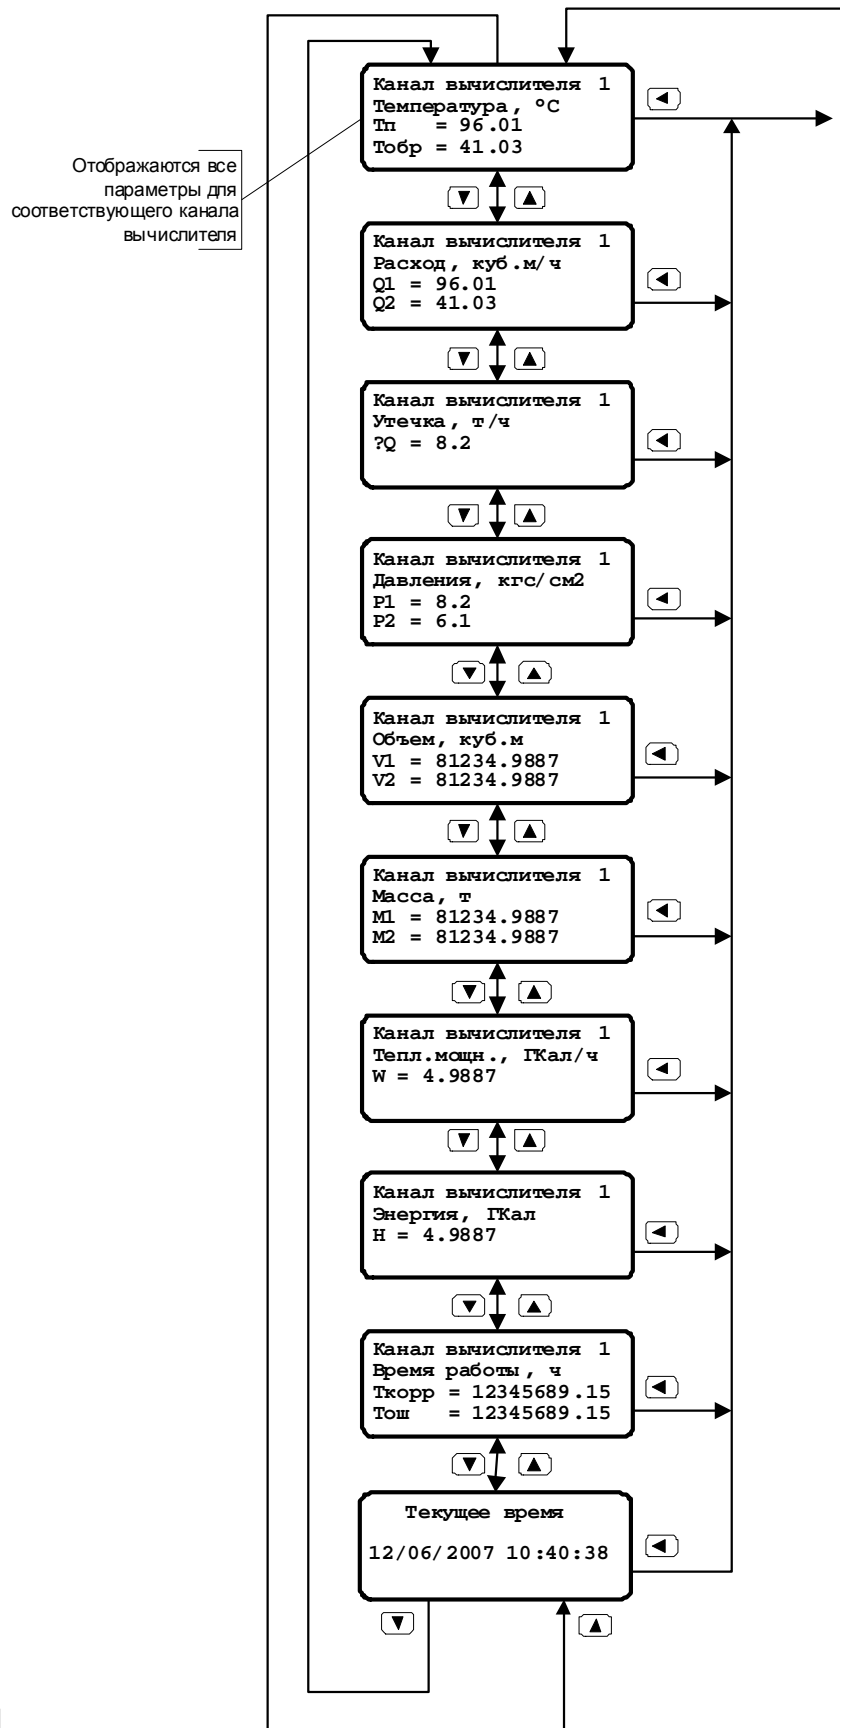 Канал вычислителя 1
Температура, °С
Тп = 96.01
Тобр = 41.03
Отображаются все
параметры для
соответствующего канала
вычислителя
Канал вычислителя 1
Расход, куб.м/ч
Q1 = 96.01
Q2 = 41.03
Канал вычислителя 1
Утечка, т/ч
?Q = 8.2
Канал вычислителя 1
Давления, кгс/см2
P1 = 8.2
P2 = 6.1
Канал вычислителя 1
Объем, куб.м
V1 = 81234.9887
V2 = 81234.9887
Канал вычислителя 1
Масса, т
М1 = 81234.9887
М2 = 81234.9887
Канал вычислителя 1
Тепл.мощн., ГКал/ч
W = 4.9887
Канал вычислителя 1
Энергия, ГКал
H = 4.9887
Канал вычислителя 1
Время работы, ч
Ткорр = 12345689.15
Тош = 12345689.15
Текущее время
12/06/2007 10:40:38